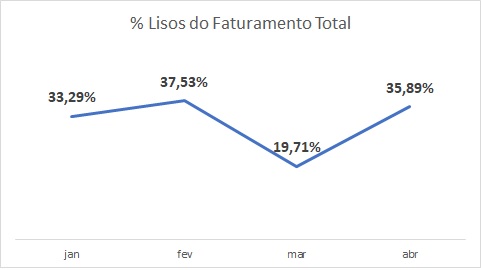 % Lisos do Faturamento Total
33,29%
37,53%
19,71%
35,89%
jan
fev
mar
abr